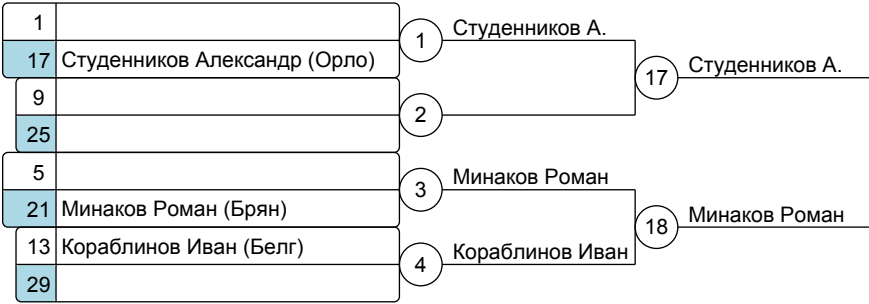 1
17 Студенников Александр (Орло)
1
Студенников А.
9
25
2
17
Студенников А.
5
21 Минаков Роман (Брян)
3
Минаков Роман
13 Кораблинов Иван (Белг)
29
4
Кораблинов Иван
18
Минаков Роман